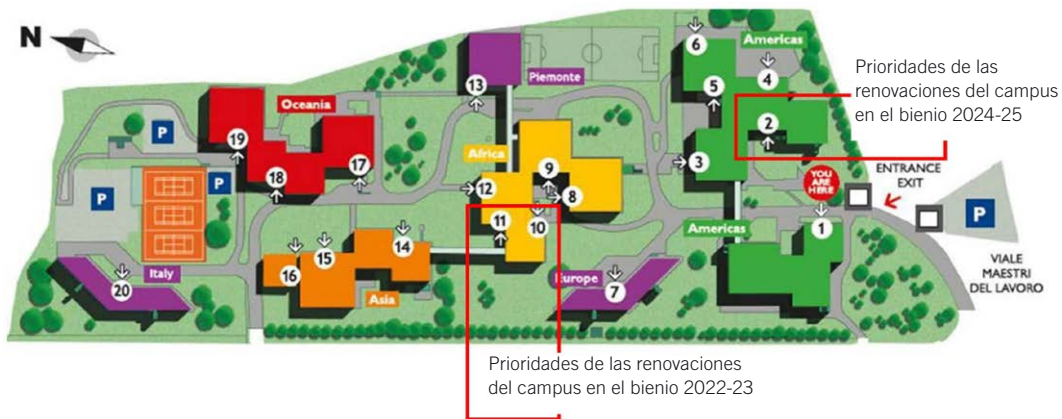 N
6
Americas
4
Prioridades de las
renovaciones del campus
en el bienio 2024-25
13
Piemonte
5
P
Oceania
2
19
Africa
9
3
ENTRANCE
EXIT
18
17
12
8
YOU
ARE
HERE
P
P
11
10
Americas
1
P
14
VIALE
MAESTRI
DEL LAVORO
20
Italy
16
15
Asia
Europe
7
Prioridades de las renovaciones
del campus en el bienio 2022-23